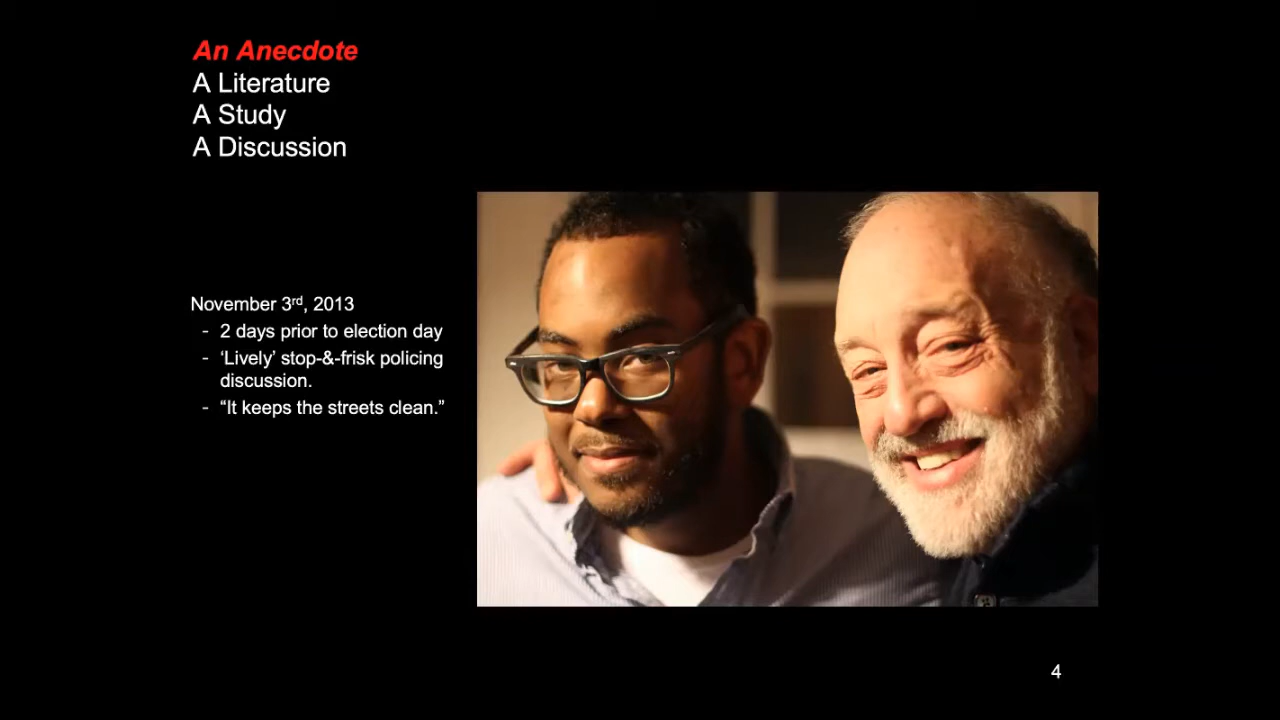 An Anecdote
A Literature
A Study
A Discussion
November 3rd, 2013
- 2 days prior to election day
- ‘Lively’ stop-&-frisk policing
discussion.
- “It keeps the streets clean.”
4